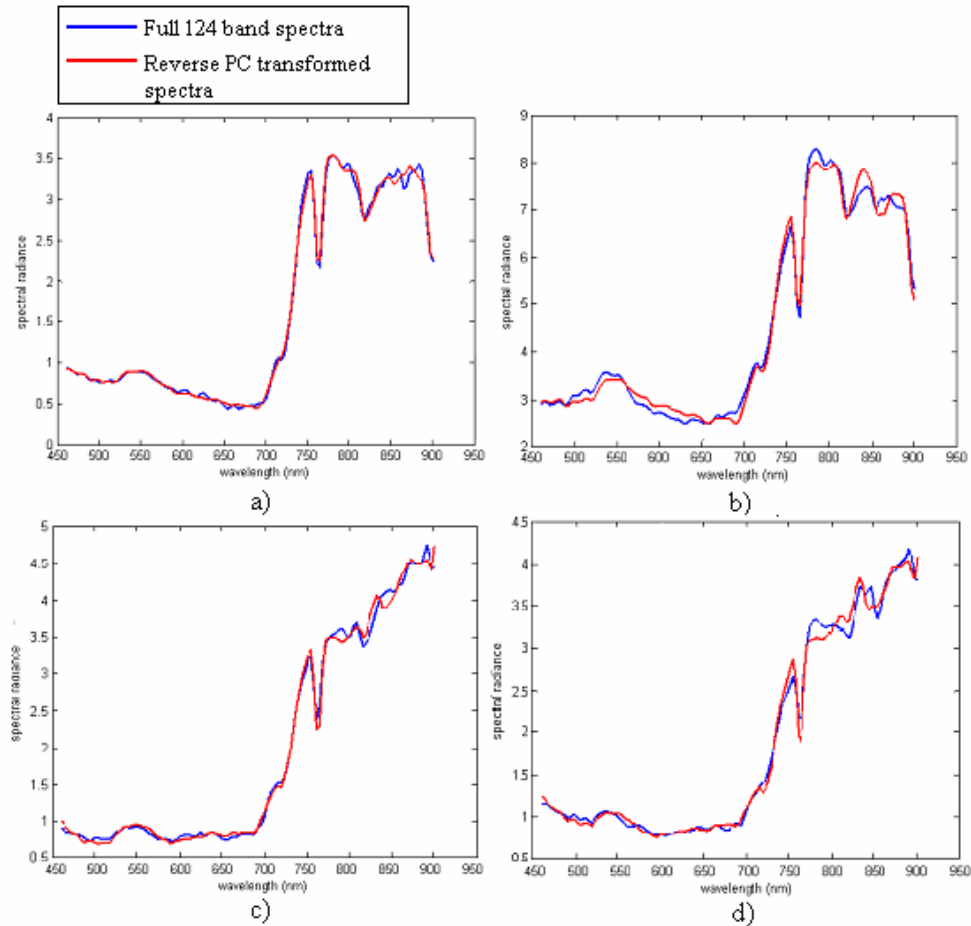 Full 124 band spectra
Reverse PC transformed
spectra
4
3.5
3
2.5
2
1.5
1
0.5
0
spectral radiance
450 500 550 600 650 700 750 800 850 900 950
wavelength (nm)
a)
9
8
7
6
5
4
3
2
spectral radiance
450 500 550 600 650 700 750 800 850 900 950
wavelength (nm)
b)
5
4.5
4
3.5
3
2.5
2
1.5
1
0.5
spectral radiance
450 500 550 600 650 700 750 800 850 900 950
wavelength (nm)
c)
4.5
4
3.5
3
2.5
2
1.5
1
0.5
spectral radiance
450 500 550 600 650 700 750 800 850 900 950
wavelength (nm)
d)